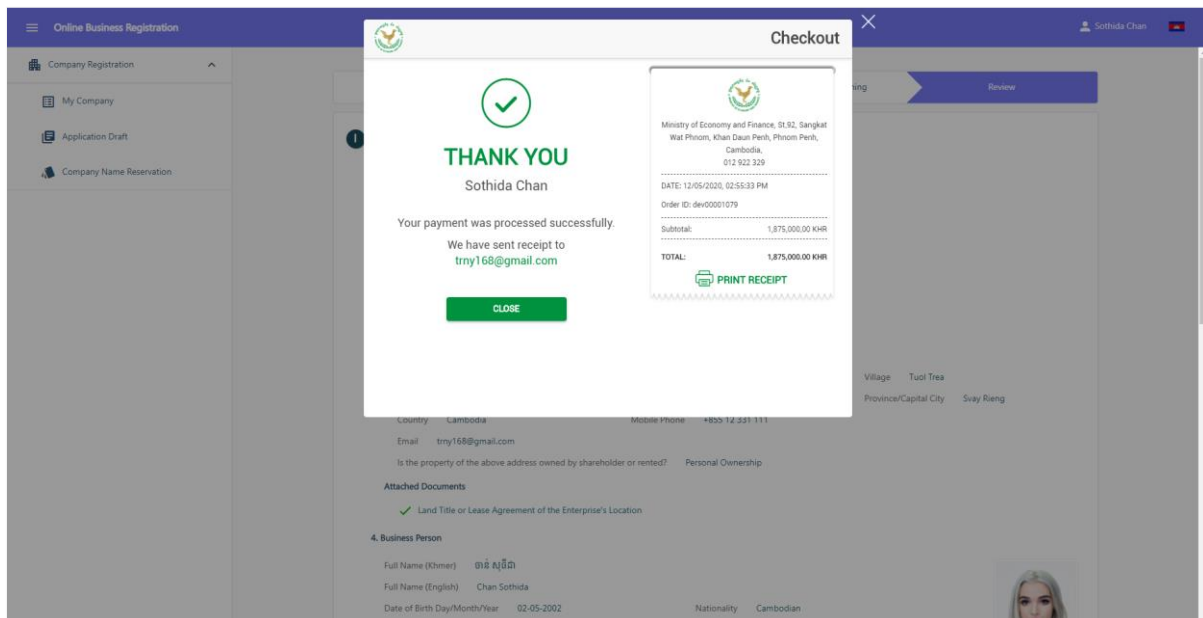 Online Business Registration
Sothida Chan
Company Registration
My Company
Application Draft
Company Name Reservation
Review
Checkout
THANK YOU
Sothida Chan
Your payment was processed successfully.
We have sent receipt to
trny168@gmail.com
CLOSE
Ministry of Economy and Finance, St,92, Sangkat
Wat Phnom, Khan Daun Penh, Phnom Penh,
Cambodia,
012 922 329
DATE: 12/05/2020, 02:55:33 PM
Order ID: dev00001079
Subtotal: 1,875,000.00 KHR
TOTAL: 1,875,000.00 KHR
PRINT RECEIPT
Village Tuol Trea
Province/Capital City Svay Rieng
Country Cambodia Mobile Phone +855 12 331 111
Email trny168@gmail.com
Is the property of the above address owned by shareholder or rented? Personal Ownership
Attached Documents
Land Title or Lease Agreement of the Enterprise's Location
4. Business Person
Full Name (Khmer) ចាន់ សុធីដា
Full Name (English) Chan Sothida
Date of Birth Day/Month/Year 02-05-2002 Nationality Cambodian